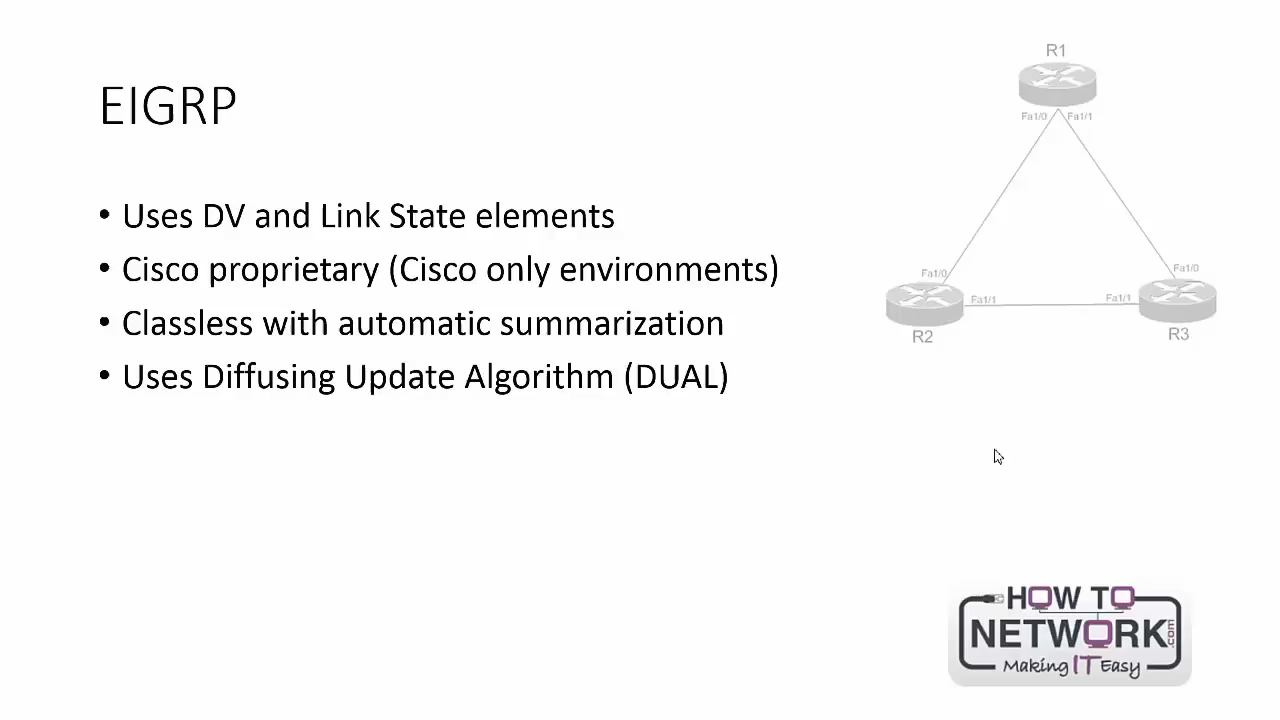 EIGRP
• Uses DV and Link State elements
• Cisco proprietary (Cisco only environments)
• Classless with automatic summarization
• Uses Diffusing Update Algorithm (DUAL)
R1
Fa1/0 Fa1/1
Fa1/0
Fa1/1
R2
Fa1/0
Fa1/1
R3
HOW TO
NETWORK.com
Making IT Easy